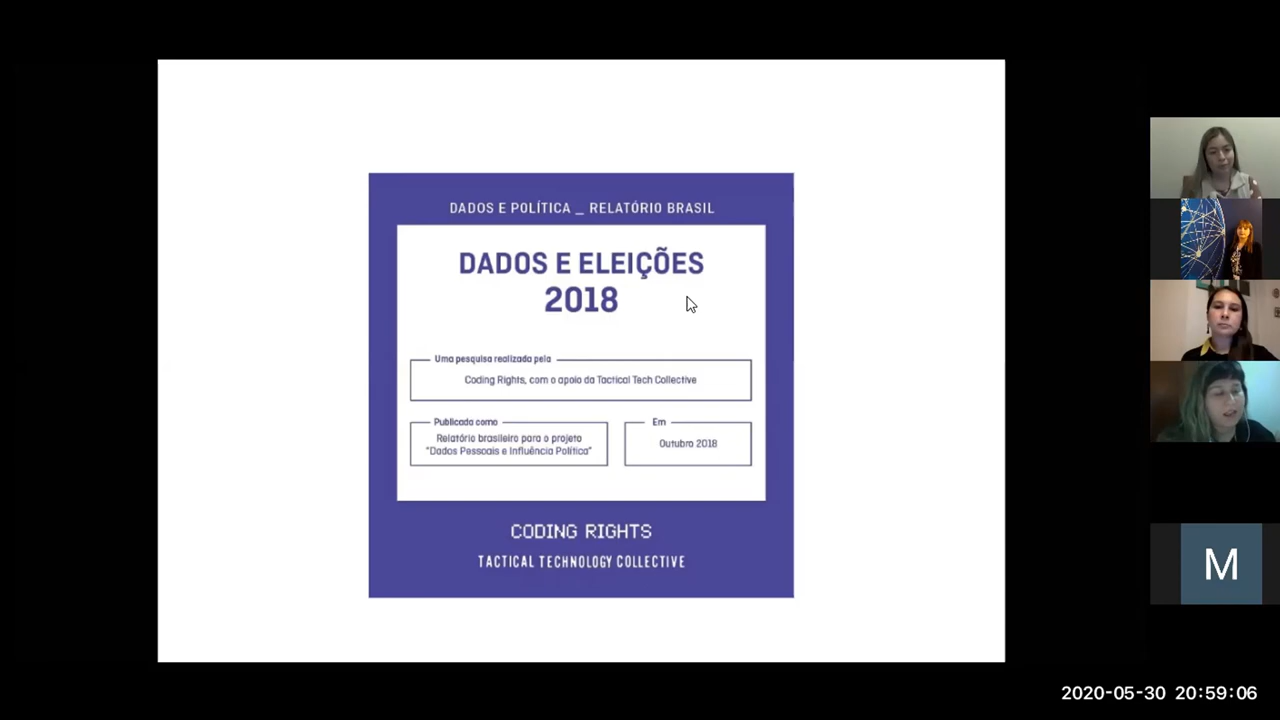 DADOS E POLÍTICA _ RELATÓRIO BRASIL
DADOS E ELEIÇÕES
2018
Uma pesquisa realizada pela
Coding Rights, com o apoio da Tactical Tech Collective
Publicada como
Relatório brasileiro para o projeto
“Dados Pessoais e Influência Política”
Em
Outubro 2018
CODING RIGHTS
TACTICAL TECHNOLOGY COLLECTIVE
M
2020-05-30 20:59:06